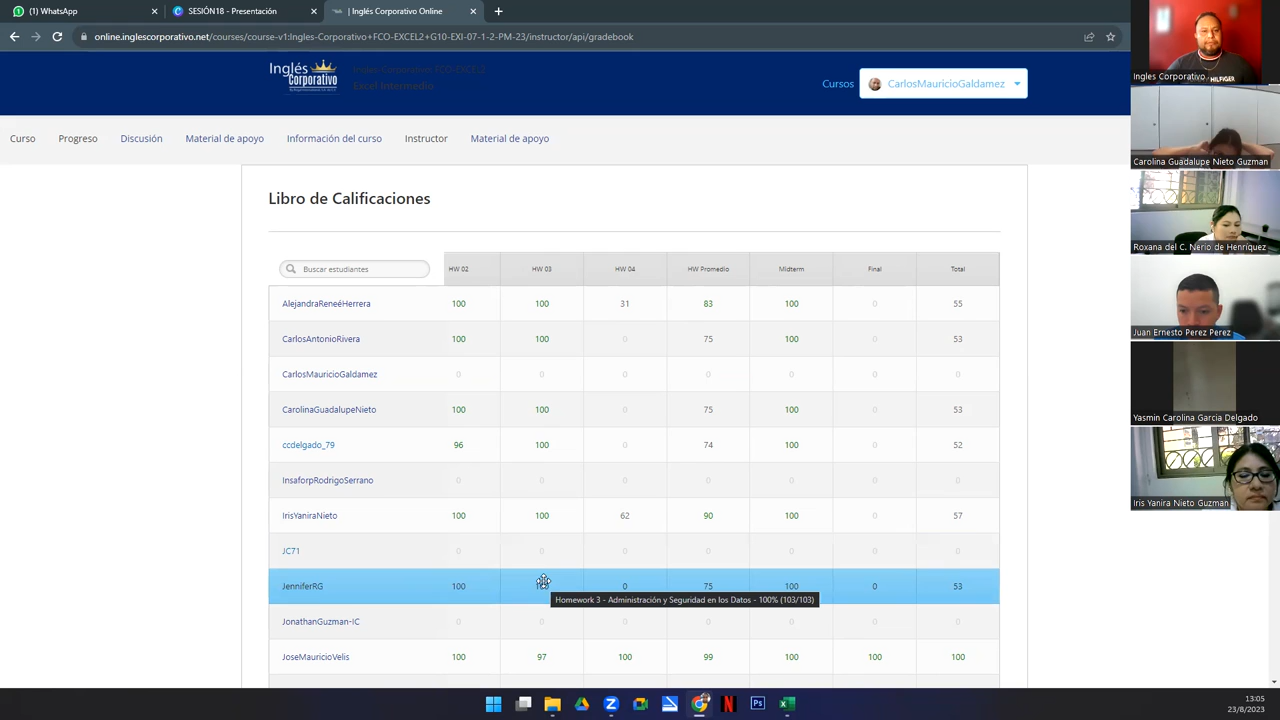 (1) WhatsApp
SESIÓN18 - Presentación
| Inglés Corporativo Online
online.inglescorporativo.net/courses/course-v1:Ingles-Corporativo+FCO-EXCEL2+G10-EXI-07-1-2-PM-23/instructor/api/gradebook
Inglés Corporativo
Ingles-Corporativo FCO-EXCEL2
Excel Intermedio
Cursos
CarlosMauricioGaldamez
Curso Progreso Discusión Material de apoyo Información del curso Instructor Material de apoyo
Libro de Calificaciones
Buscar estudiantes HW 02 HW 03 HW 04 HW Promedio Midterm Final Total
AlejandraReneéHerrera 100 100 31 83 100 0 55
CarlosAntonioRivera 100 100 0 75 100 0 53
CarlosMauricioGaldamez 0 0 0 0 0 0 0
CarolinaGuadalupeNieto 100 100 0 75 100 0 53
ccdelgado_79 96 100 0 74 100 0 52
InsaforpRodrigoSerrano 0 0 0 0 0 0 0
IrisYaniraNieto 100 100 62 90 100 0 57
JC71 0 0 0 0 0 0 0
JenniferRG 100 0 75 100 0 53
Homework 3 - Administración y Seguridad en los Datos - 100% (103/103)
JonathanGuzman-IC 0 0 0 0 0 0 0
JoseMauricioVelis 100 97 100 99 100 100 100
HILFIGER
Ingles Corporativo
Carolina Guadalupe Nieto Guzman
Roxana del C. Nerio de Henríquez
Juan Ernesto Perez Perez
Yasmin Carolina Garcia Delgado
Iris Yanira Nieto Guzman
13:05
23/8/2023